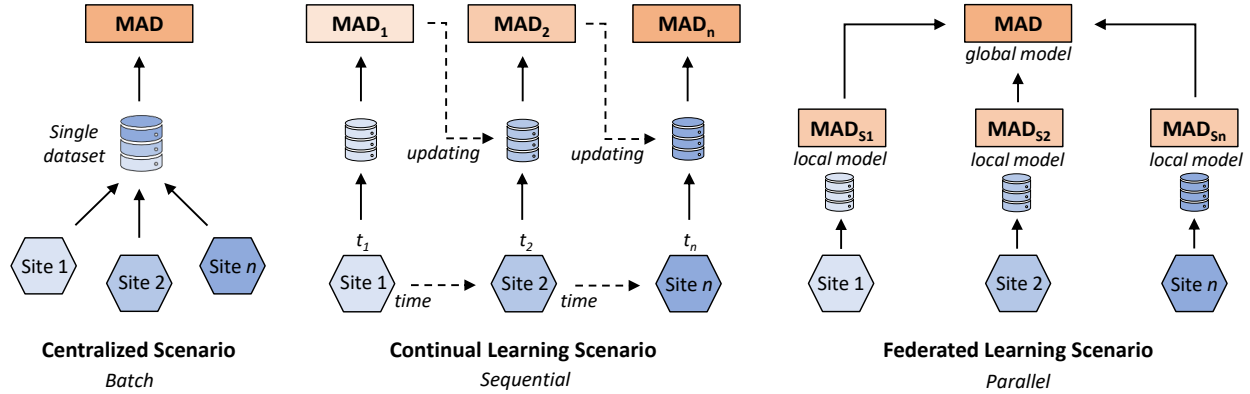 MAD
Single
dataset
Site 1
Site 2
Site n
Centralized Scenario
Batch
MAD1
MAD2
MADn
updating
updating
t1
t2
tn
Site 1
time
Site 2
time
Site n
Continual Learning Scenario
Sequential
MAD
global model
MADS1
MADS2
MADSn
local model
local model
local model
Site 1
Site 2
Site n
Federated Learning Scenario
Parallel